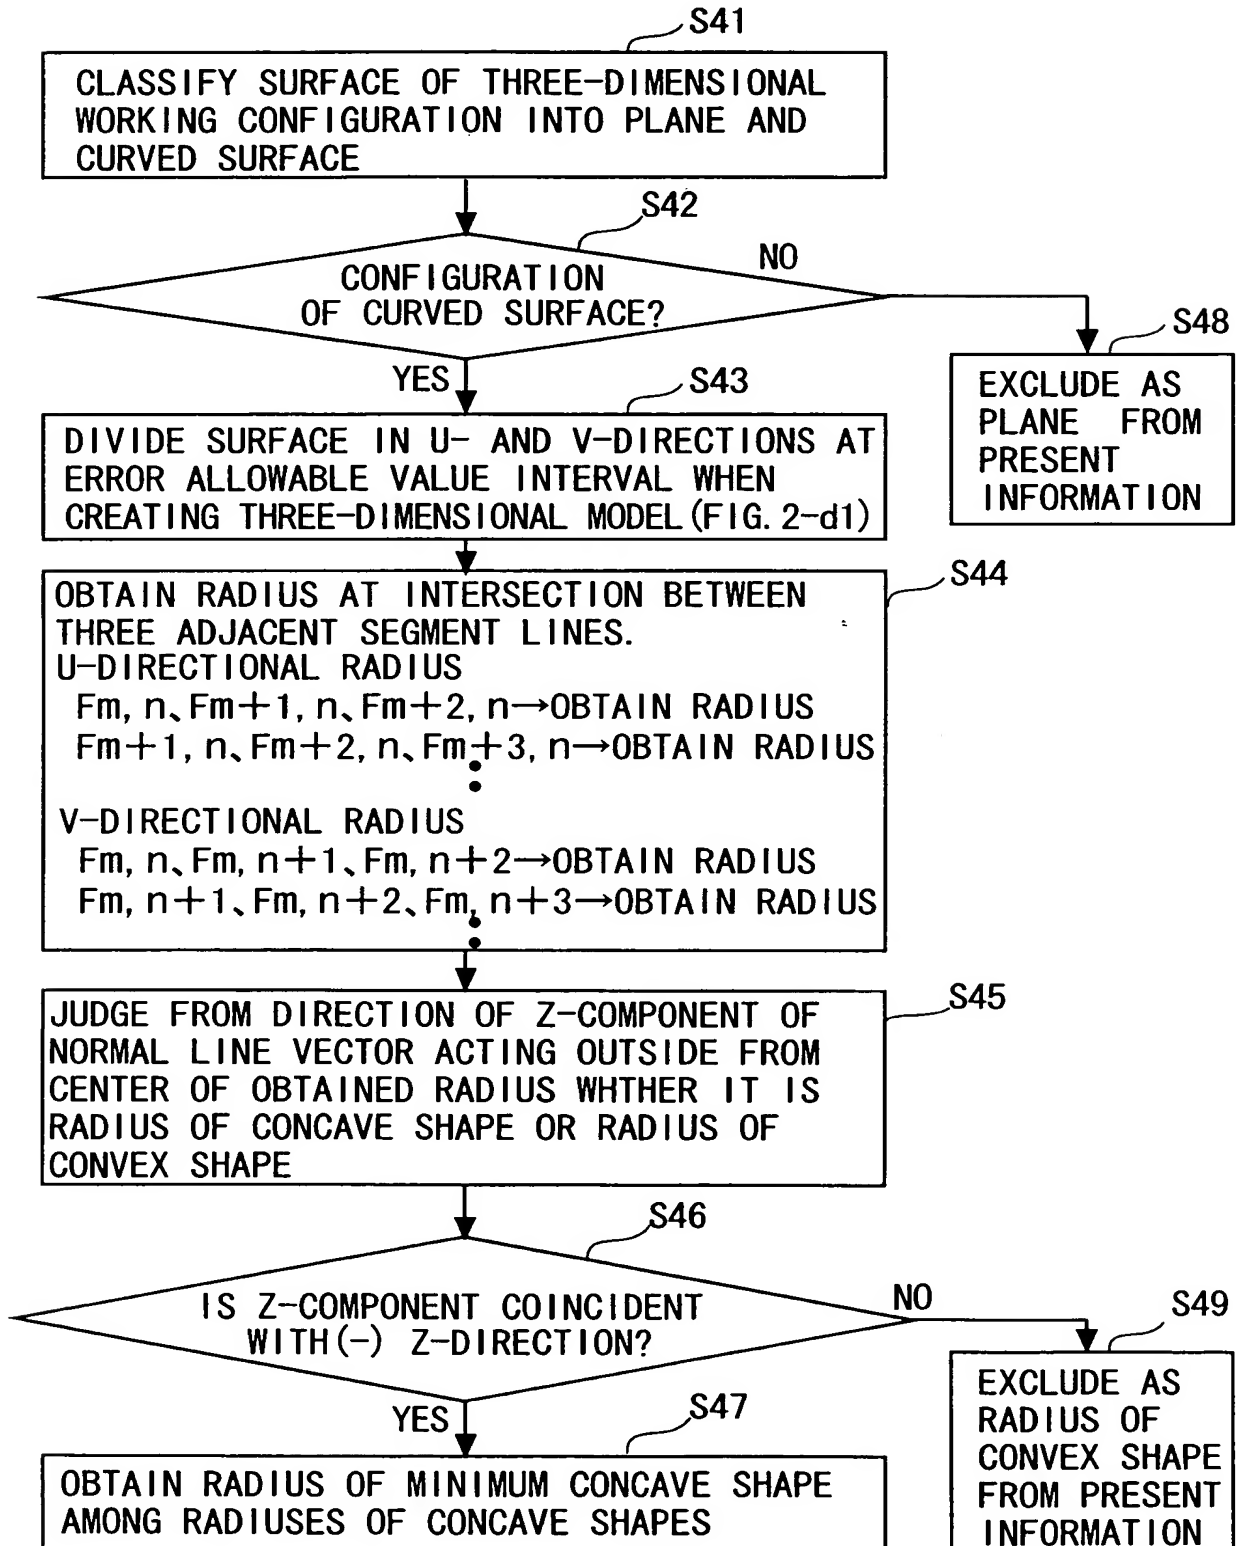 S41
CLASSIFY SURFACE OF THREE-DIMENSIONAL
WORKING CONFIGURATION INTO PLANE AND
CURVED SURFACE
S42
CONFIGURATION
OF CURVED SURFACE?
NO
YES
S48
EXCLUDE AS
PLANE FROM
PRESENT
INFORMATION
S43
DIVIDE SURFACE IN U- AND V-DIRECTIONS AT
ERROR ALLOWABLE VALUE INTERVAL WHEN
CREATING THREE-DIMENSIONAL MODEL(FIG. 2-d1)
S44
OBTAIN RADIUS AT INTERSECTION BETWEEN
THREE ADJACENT SEGMENT LINES.
U-DIRECTIONAL RADIUS
Fm, n、Fm+1, n、Fm+2, n→OBTAIN RADIUS
Fm+1, n、Fm+2, n、Fm+3, n→OBTAIN RADIUS
V-DIRECTIONAL RADIUS
Fm, n、Fm, n+1、Fm, n+2→OBTAIN RADIUS
Fm, n+1、Fm, n+2、Fm, n+3→OBTAIN RADIUS
S45
JUDGE FROM DIRECTION OF Z-COMPONENT OF
NORMAL LINE VECTOR ACTING OUTSIDE FROM
CENTER OF OBTAINED RADIUS WHTHER IT IS
RADIUS OF CONCAVE SHAPE OR RADIUS OF
CONVEX SHAPE
S46
IS Z-COMPONENT COINCIDENT
WITH(-) Z-DIRECTION?
NO
YES
S49
EXCLUDE AS
RADIUS OF
CONVEX SHAPE
FROM PRESENT
INFORMATION
S47
OBTAIN RADIUS OF MINIMUM CONCAVE SHAPE
AMONG RADIUSES OF CONCAVE SHAPES